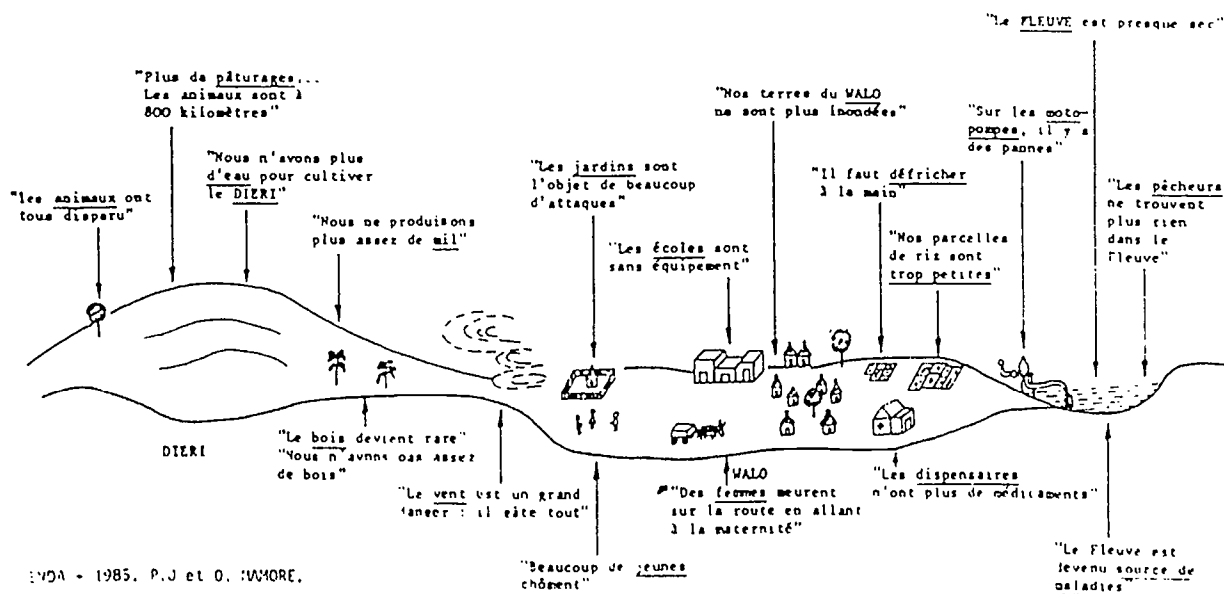 "Le FLEUVE est presque sec"
"Plus de pâturages...
Les animaux sont à
800 kilomètres"
"Nos terres du WALO
ne sont plus inondées"
"Sur les moto-
pompes, il y a
des pannes"
"Nous n'avons plus
d'eau pour cultiver
le DIERI"
"Les jardins sont
l'objet de beaucoup
d'attaques"
"Il faut défricher
à la main"
"Les pêcheurs
ne trouvent
plus rien
dans le
Fleuve"
"Les animaux ont
tous disparu"
"Nous ne produisons
plus assez de mil"
"Les écoles sont
sans équipement"
"Nos parcelles
de riz sont
trop petites"
DIERI
"Le bois devient rare"
"Nous n'avons pas assez
de bois"
"Le vent est un grand
danger : il gâte tout"
WALO
"Des femmes meurent
sur la route en allant
à la maternité"
"Les dispensaires
n'ont plus de médicaments"
"Beaucoup de jeunes
chôment"
"Le Fleuve est
devenu source de
maladies"
ENDA - 1985. P.J et O.